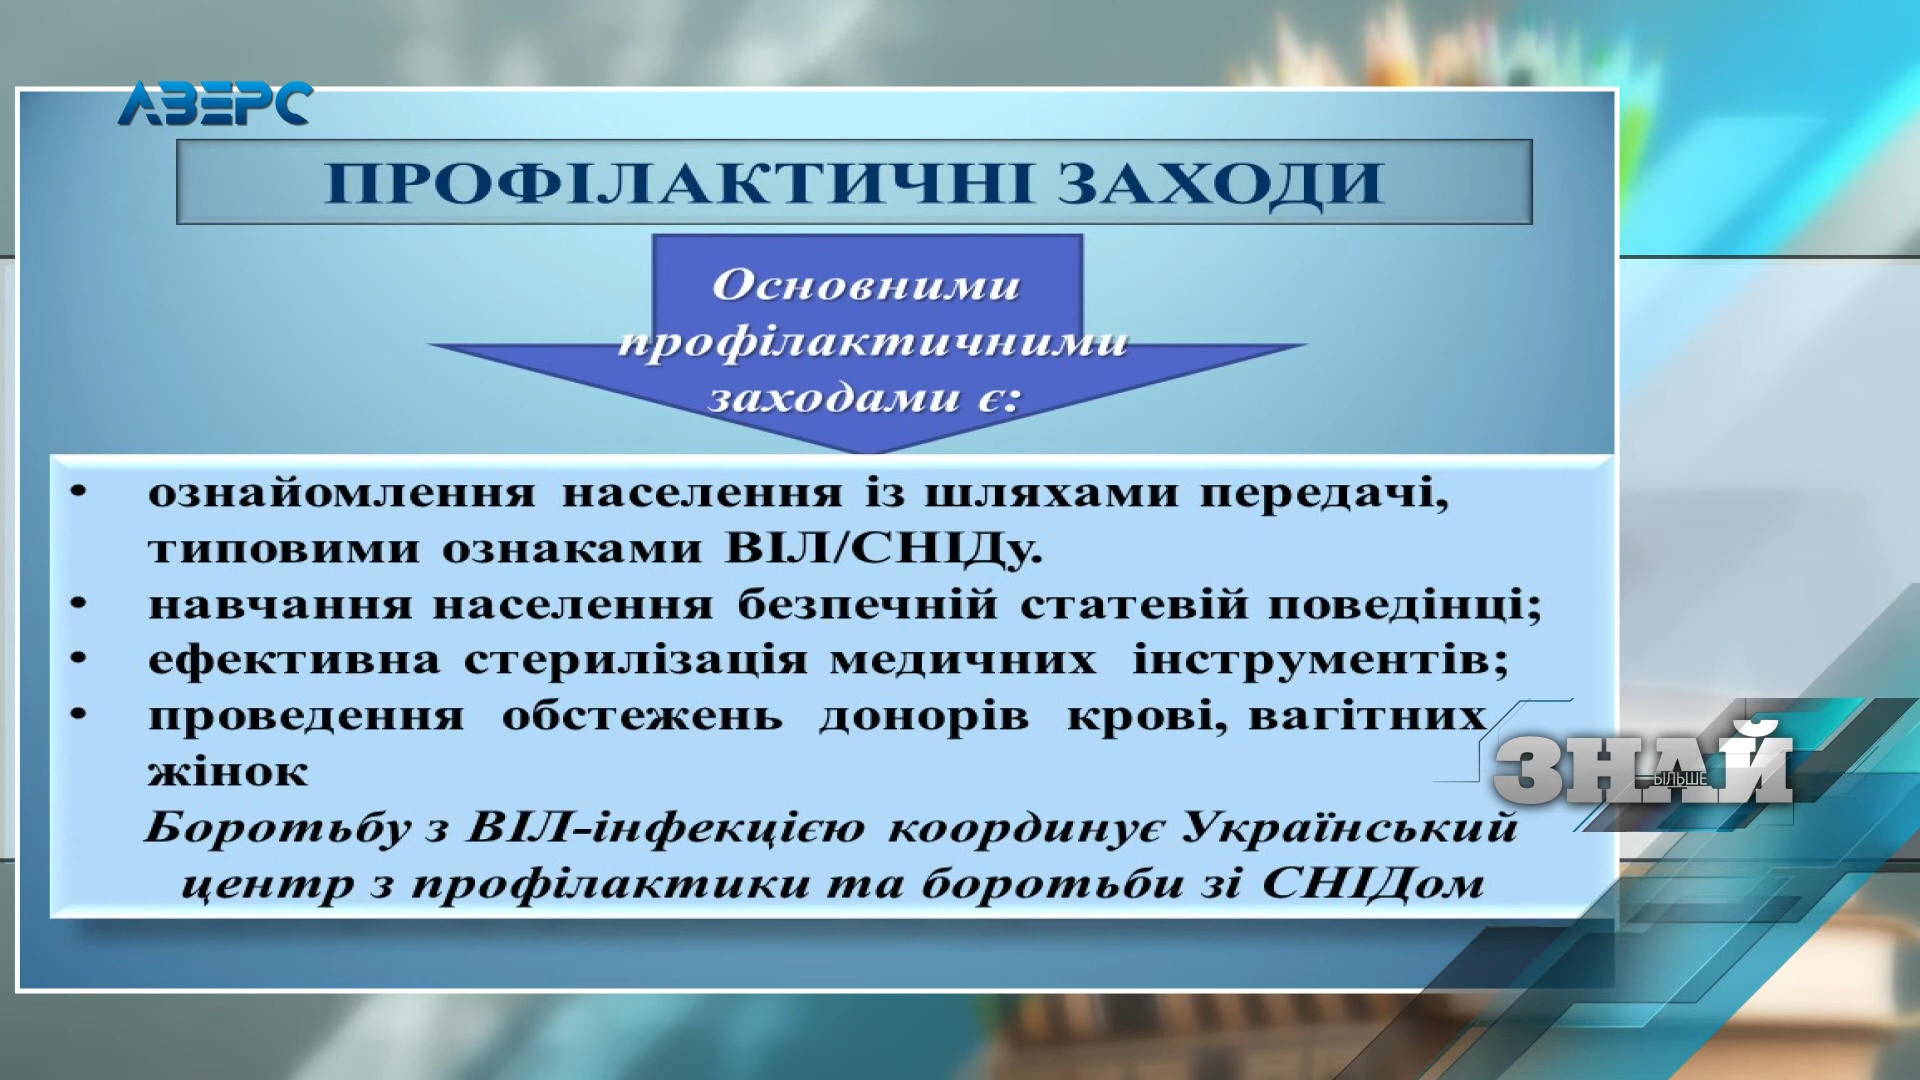 АВЕРС
ПРОФІЛАКТИЧНІ ЗАХОДИ
Основними
профілактичними
заходами є:
• ознайомлення населення із шляхами передачі,
типовими ознаками ВІЛ/СНІДу.
• навчання населення безпечній статевій поведінці;
• ефективна стерилізація медичних інструментів;
• проведення обстежень донорів крові, вагітних
жінок
Боротьбу з ВІЛ-інфекцією координує Український
центр з профілактики та боротьби зі СНІДом
ЗНАЙ
БІЛЬШЕ